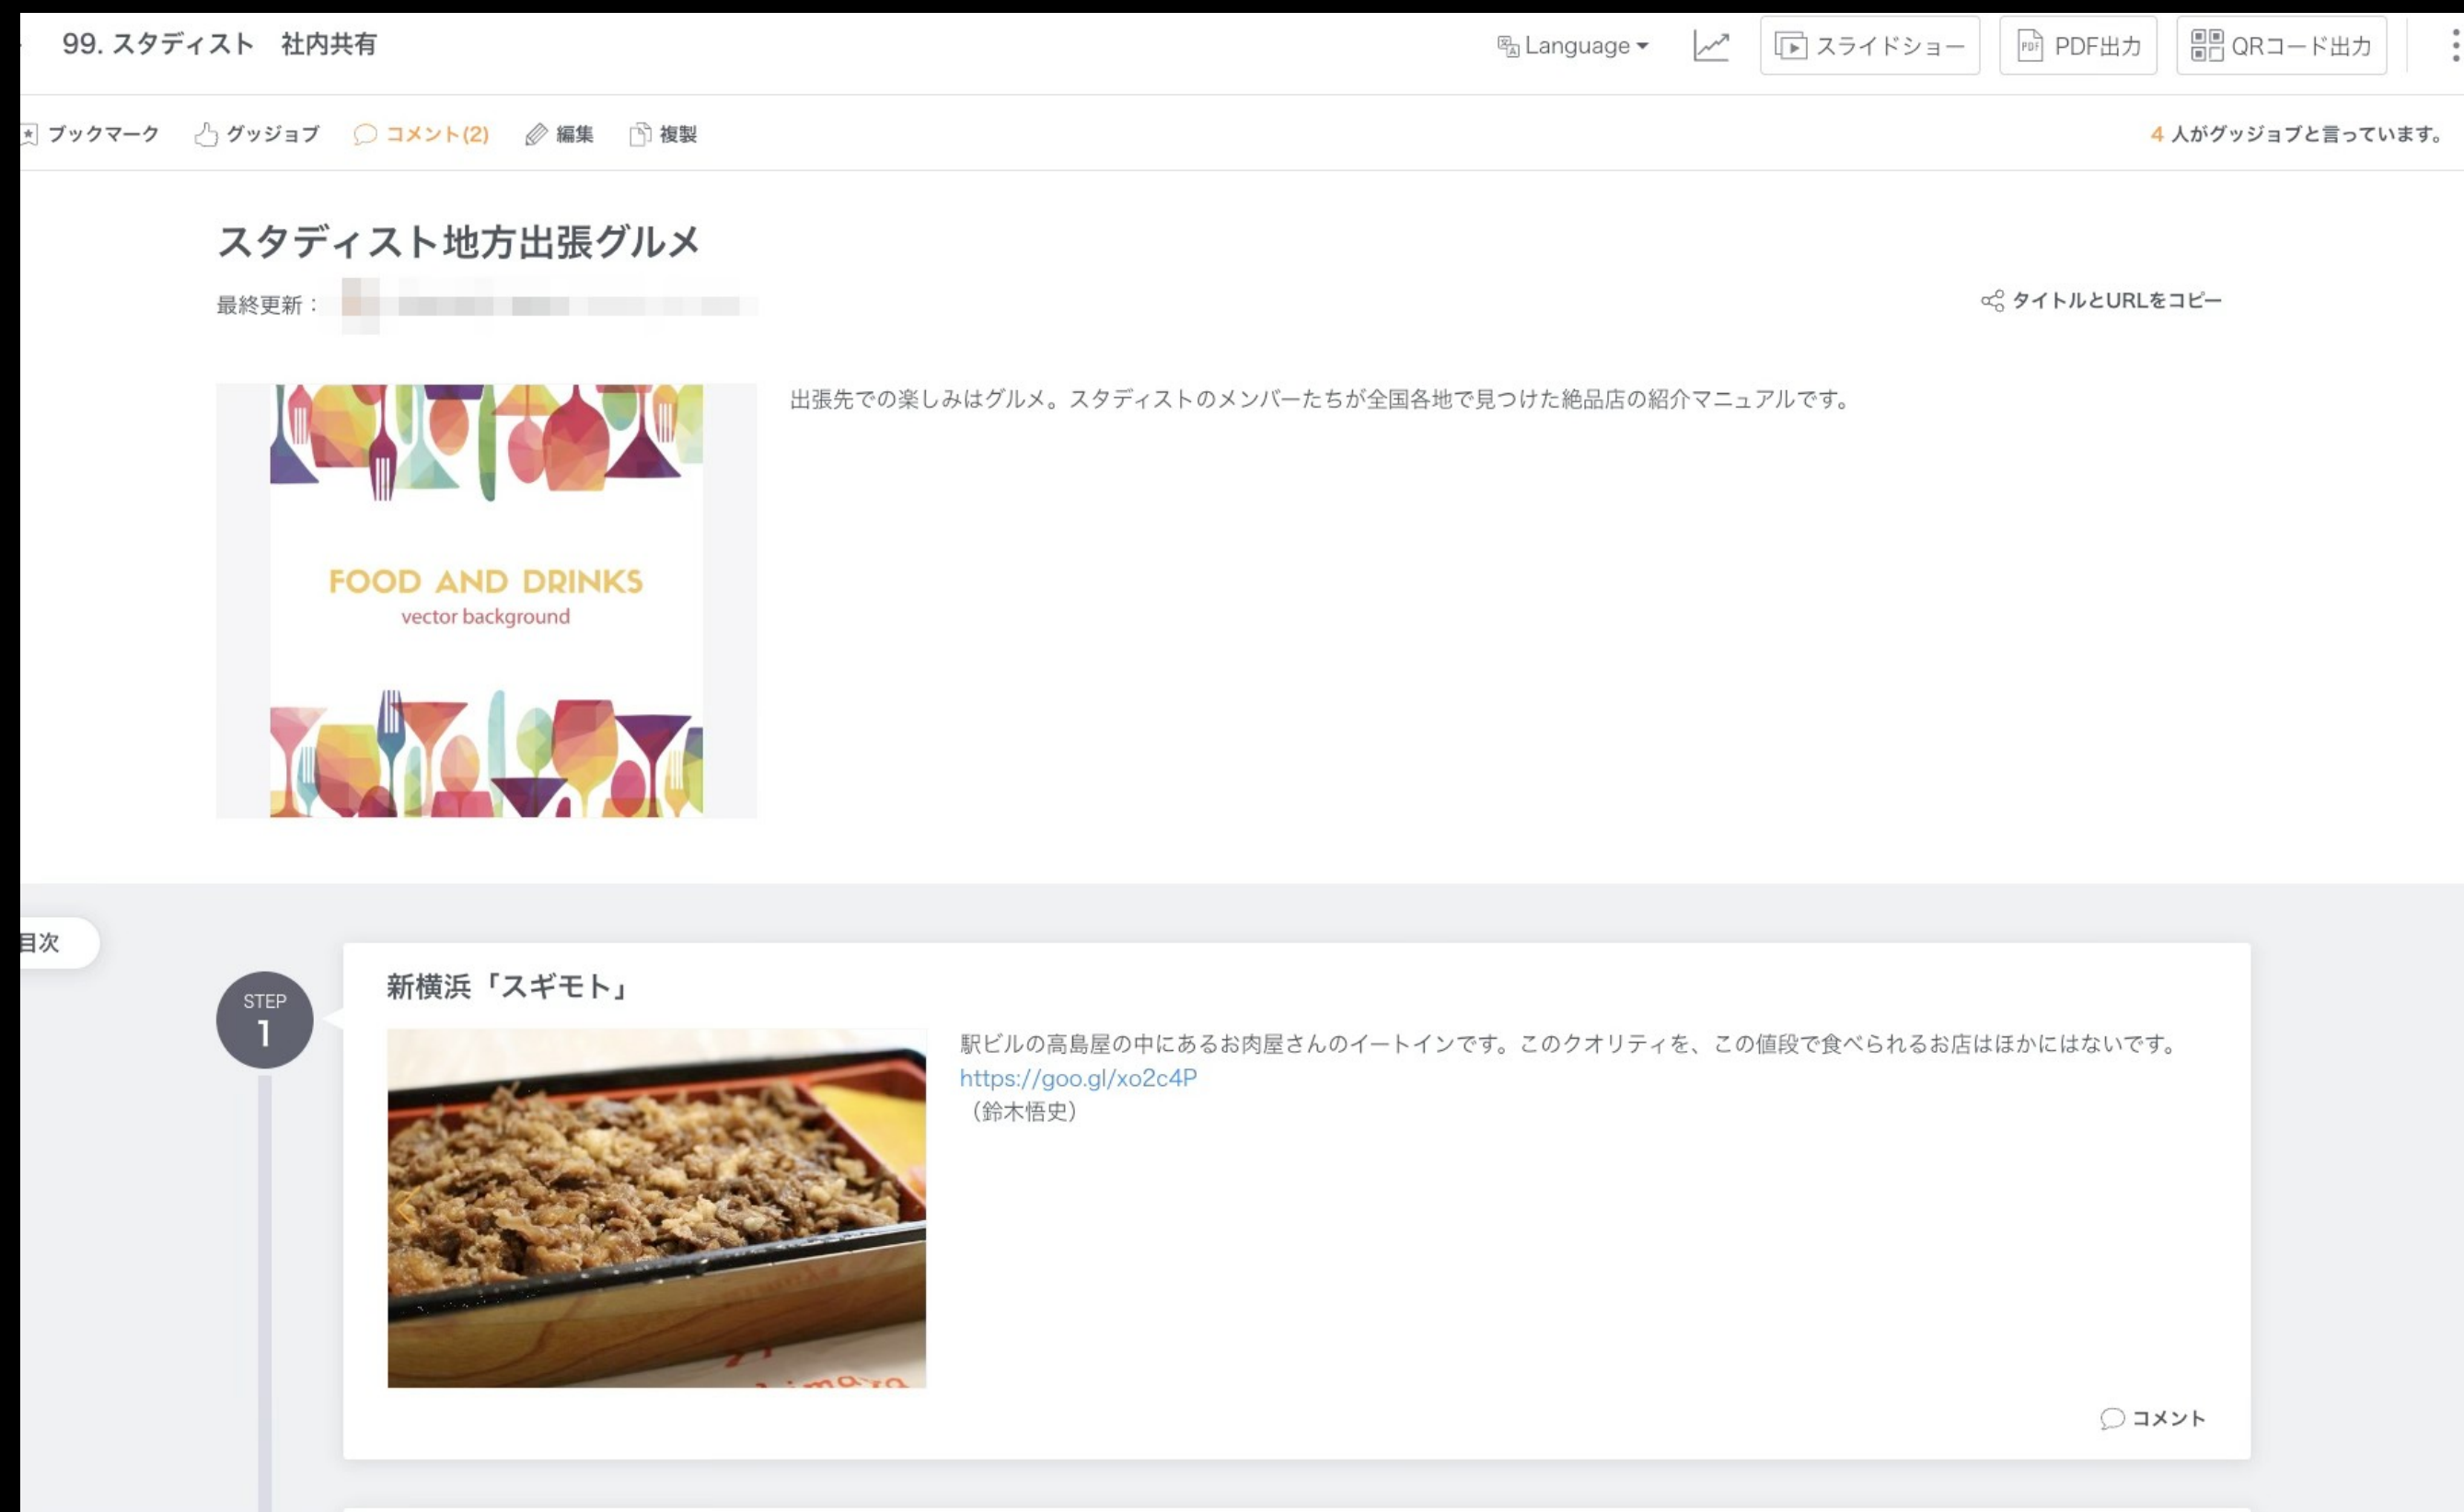 99. スタディスト　社内共有
Language
スライドショー
PDF PDF出力
QRコード出力
ブックマーク
グッジョブ
コメント(2)
編集
複製
4 人がグッジョブと言っています。
スタディスト地方出張グルメ
最終更新：
タイトルとURLをコピー
出張先での楽しみはグルメ。スタディストのメンバーたちが全国各地で見つけた絶品店の紹介マニュアルです。
FOOD AND DRINKS
vector background
目次
STEP
1
新横浜「スギモト」
駅ビルの高島屋の中にあるお肉屋さんのイートインです。このクオリティを、この値段で食べられるお店はほかにはないです。
https://goo.gl/xo2c4P
（鈴木悟史）
コメント